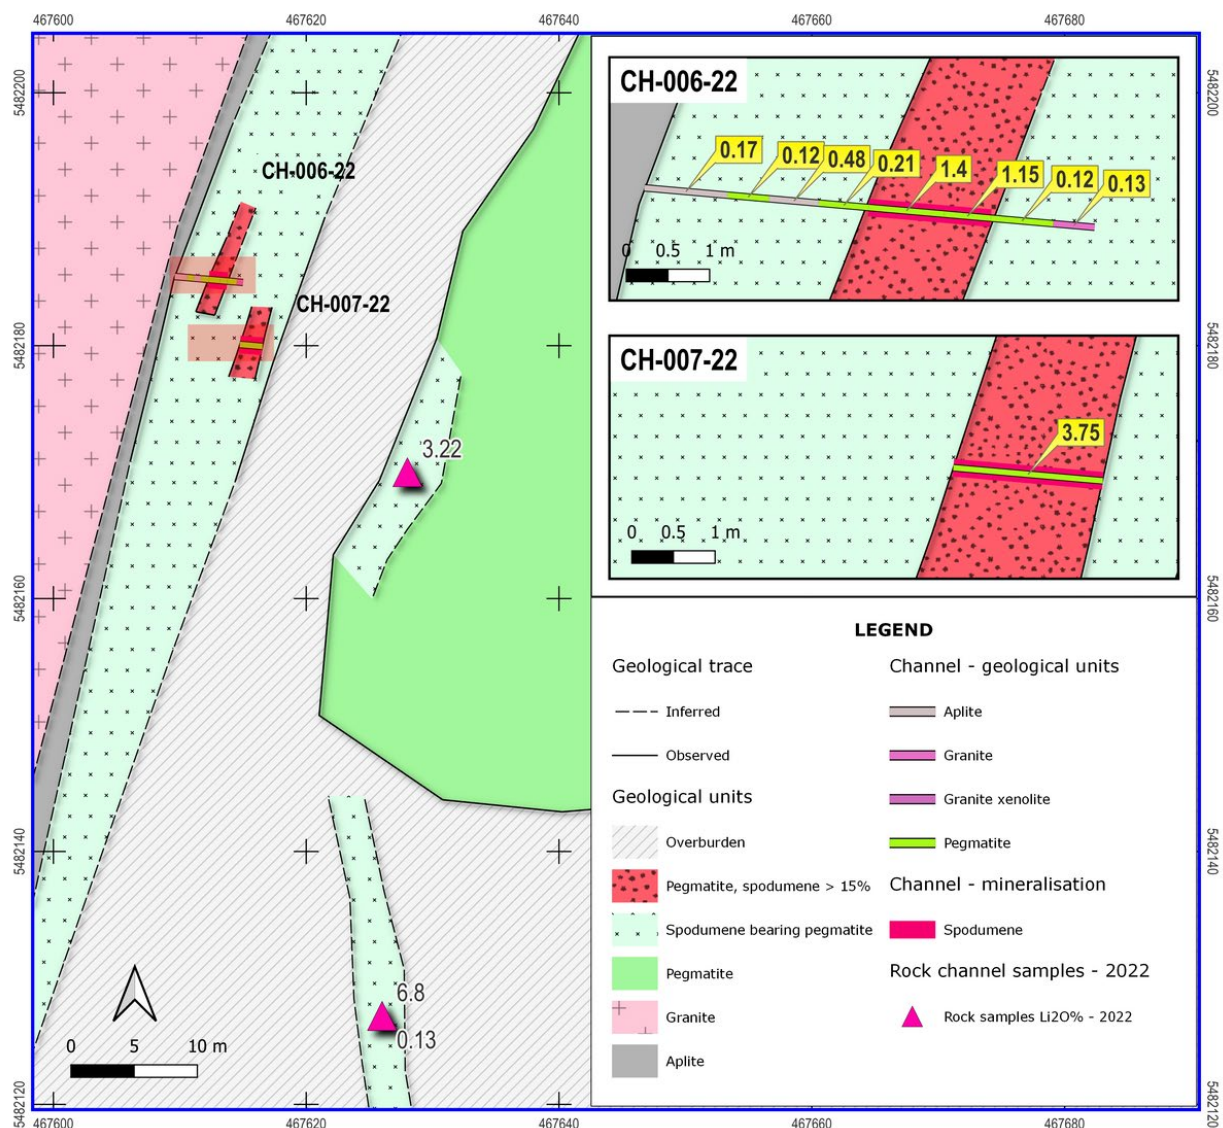 467600
467620
467640
467660
467680
5482200
5482180
5482160
5482140
5482120
CH-006-22
CH-007-22
3.22
6.8
0.13
0
5
10 m
CH-006-22
0.17
0.12
0.48
0.21
1.4
1.15
0.12
0.13
0
0.5
1 m
CH-007-22
3.75
0
0.5
1 m
LEGEND
Geological trace
Inferred
Observed
Geological units
Overburden
Pegmatite, spodumene > 15%
Spodumene bearing pegmatite
Pegmatite
Granite
Aplite
Channel - geological units
Aplite
Granite
Granite xenolite
Pegmatite
Channel - mineralisation
Spodumene
Rock channel samples - 2022
Rock samples Li2O% - 2022
5482200
5482180
5482160
5482140
5482120
467600
467620
467640
467660
467680